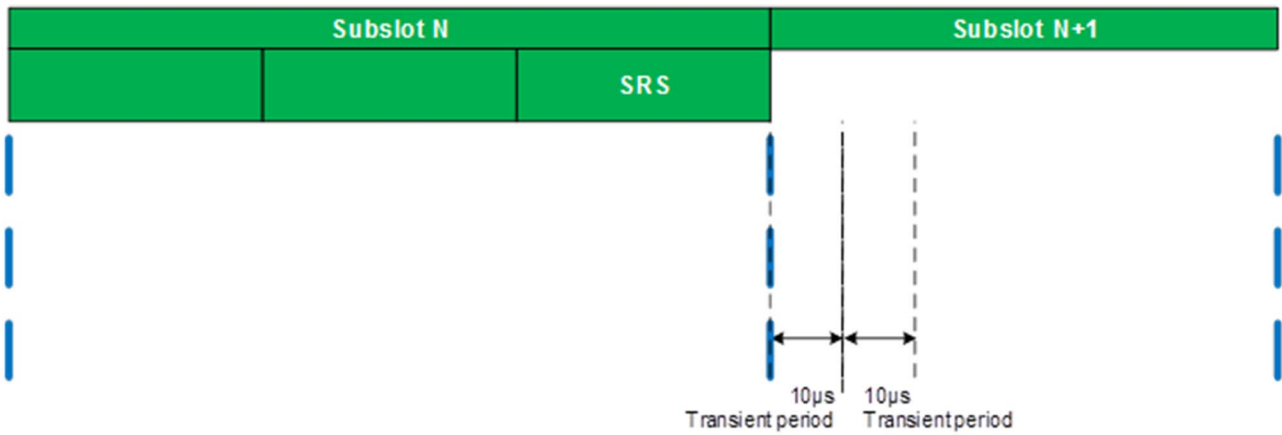 Subslot N
Subslot N+1
SRS
10µs
Transient period
10µs
Transient period